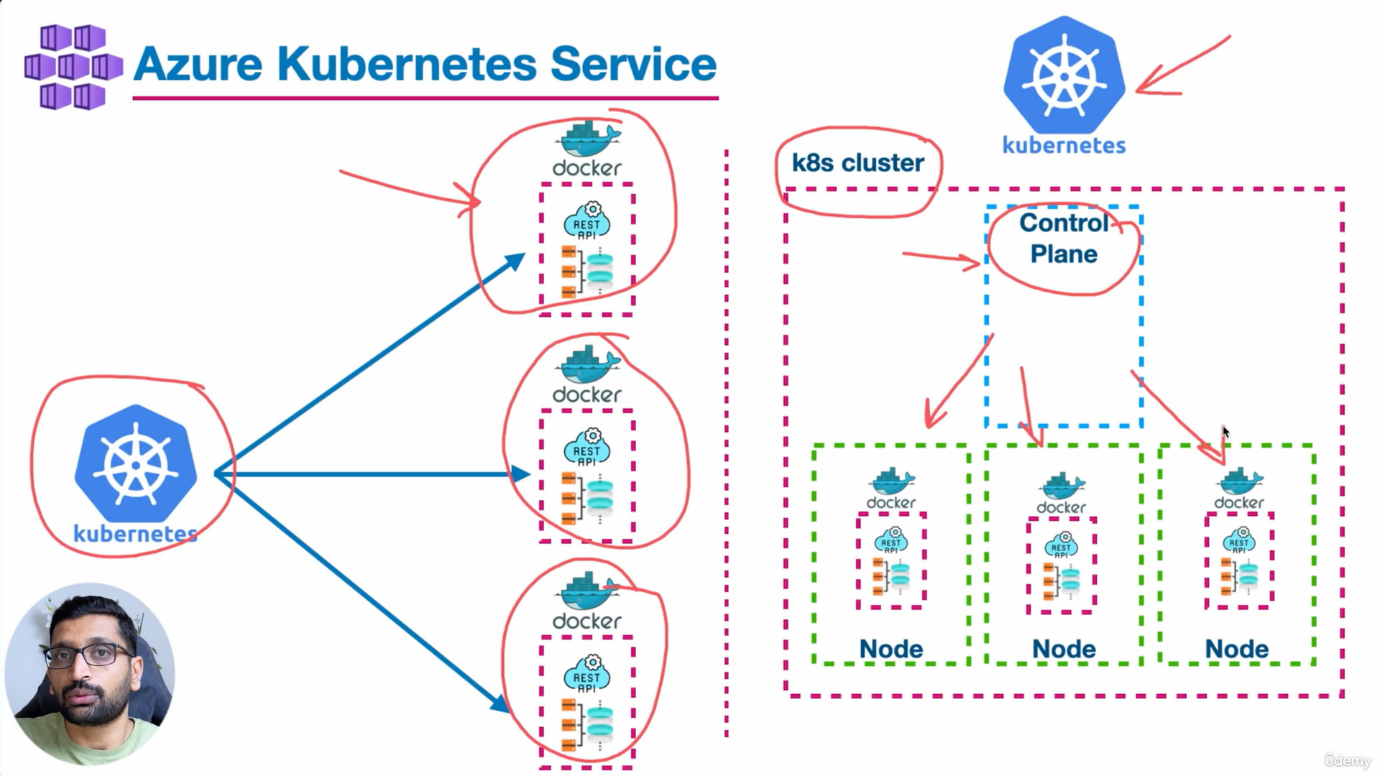 Azure Kubernetes Service
docker
REST
API
docker
REST
API
docker
REST
API
kubernetes
kubernetes
k8s cluster
Control
Plane
docker
REST
API
Node
docker
REST
API
Node
docker
REST
API
Node
ûdemy